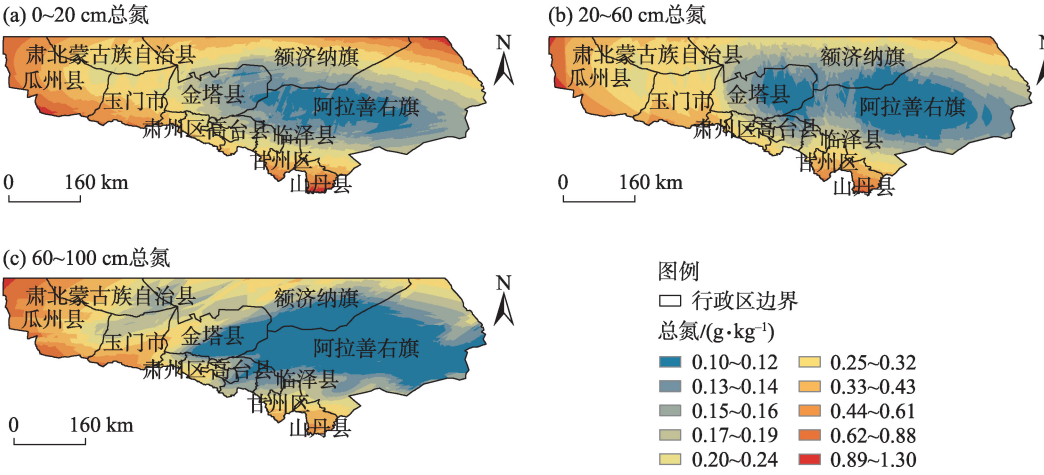 (a) 0~20 cm总氮
N
肃北蒙古族自治县
额济纳旗
瓜州县
玉门市
金塔县
阿拉善右旗
肃州区
高台县
临泽县
甘州区
山丹县
0 160 km
(b) 20~60 cm总氮
N
肃北蒙古族自治县
额济纳旗
瓜州县
玉门市
金塔县
阿拉善右旗
肃州区
高台县
临泽县
甘州区
山丹县
0 160 km
(c) 60~100 cm总氮
N
肃北蒙古族自治县
额济纳旗
瓜州县
玉门市
金塔县
阿拉善右旗
肃州区
高台县
临泽县
甘州区
山丹县
0 160 km
图例
行政区边界
总氮/(g·kg⁻¹)
0.10~0.12 0.25~0.32
0.13~0.14 0.33~0.43
0.15~0.16 0.44~0.61
0.17~0.19 0.62~0.88
0.20~0.24 0.89~1.30